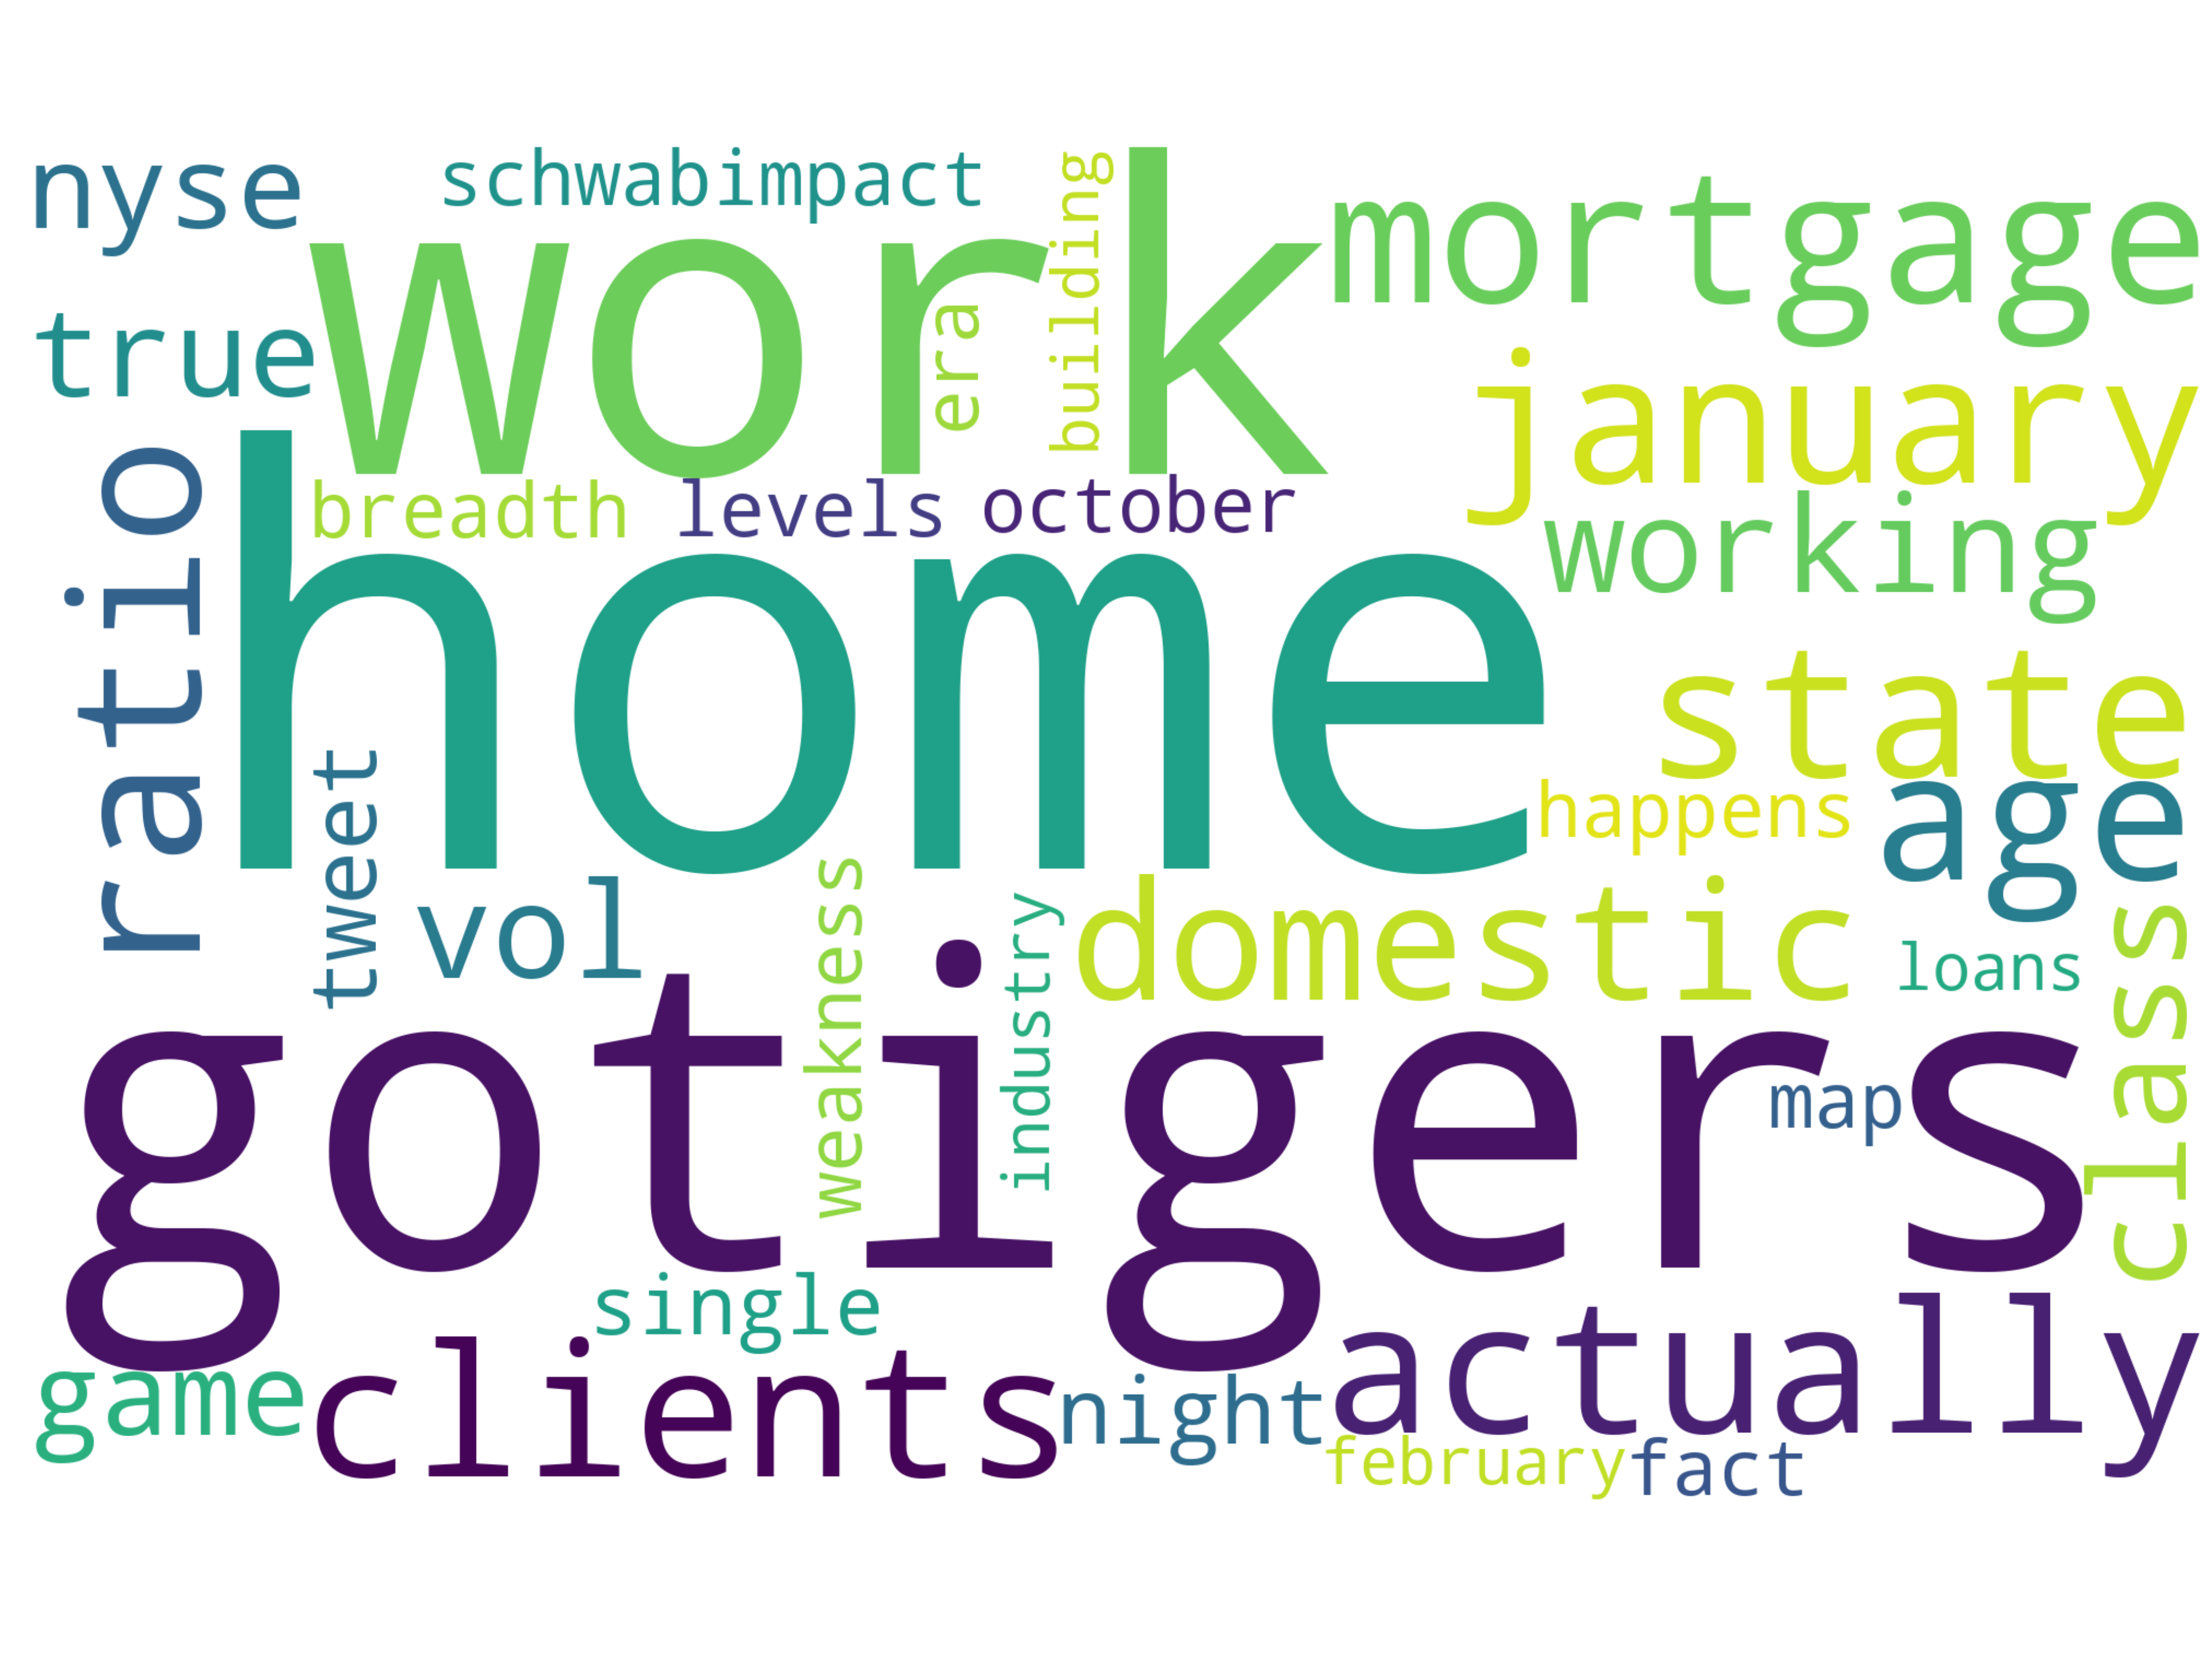 nyse
schwabimpact
building
work
mortgage
true
era
january
ratio
breadth
levels
october
working
home
state
tweet
happens
age
vol
weakness
industry
domestic
loans
class
gotigers
map
single
game
clients
night
actually
february
fact